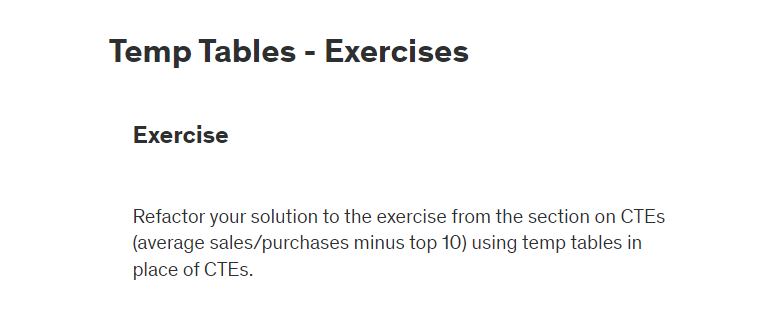 Temp Tables - Exercises
Exercise
Refactor your solution to the exercise from the section on CTEs
(average sales/purchases minus top 10) using temp tables in
place of CTEs.